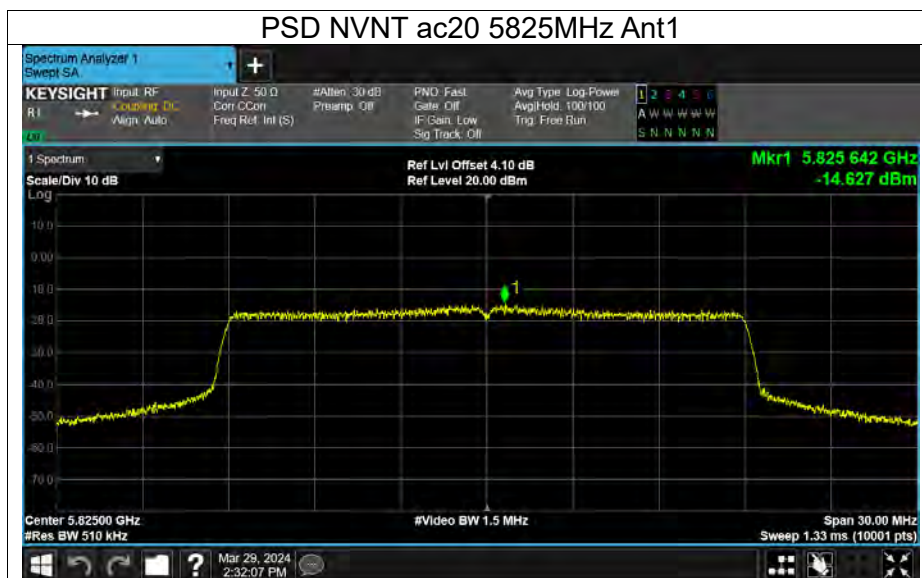 PSD NVNT ac20 5825MHz Ant1
Spectrum Analyzer 1
Swept SA
+
KEYSIGHT Input: RF Input Z: 50 Ω #Atten: 30 dB PNO: Fast Avg Type: Log-Power 1 2 3 4 5 6
Coupling: DC Corr CCorr Preamp: Off Gate: Off Avg|Hold: 100/100 A W W W W W
Align: Auto Freq Ref: Int (S) IF Gain: Low Trig: Free Run
Sig Track: Off S N N N N N
1 Spectrum Ref Lvl Offset 4.10 dB Mkr1 5.825 642 GHz
Scale/Div 10 dB Ref Level 20.00 dBm -14.627 dBm
Log
10.0
0.00
-10.0
1
-20.0
-30.0
-40.0
-50.0
-60.0
-70.0
Center 5.82500 GHz #Video BW 1.5 MHz Span 30.00 MHz
#Res BW 510 kHz Sweep 1.33 ms (10001 pts)
? Mar 29, 2024
2:32:07 PM